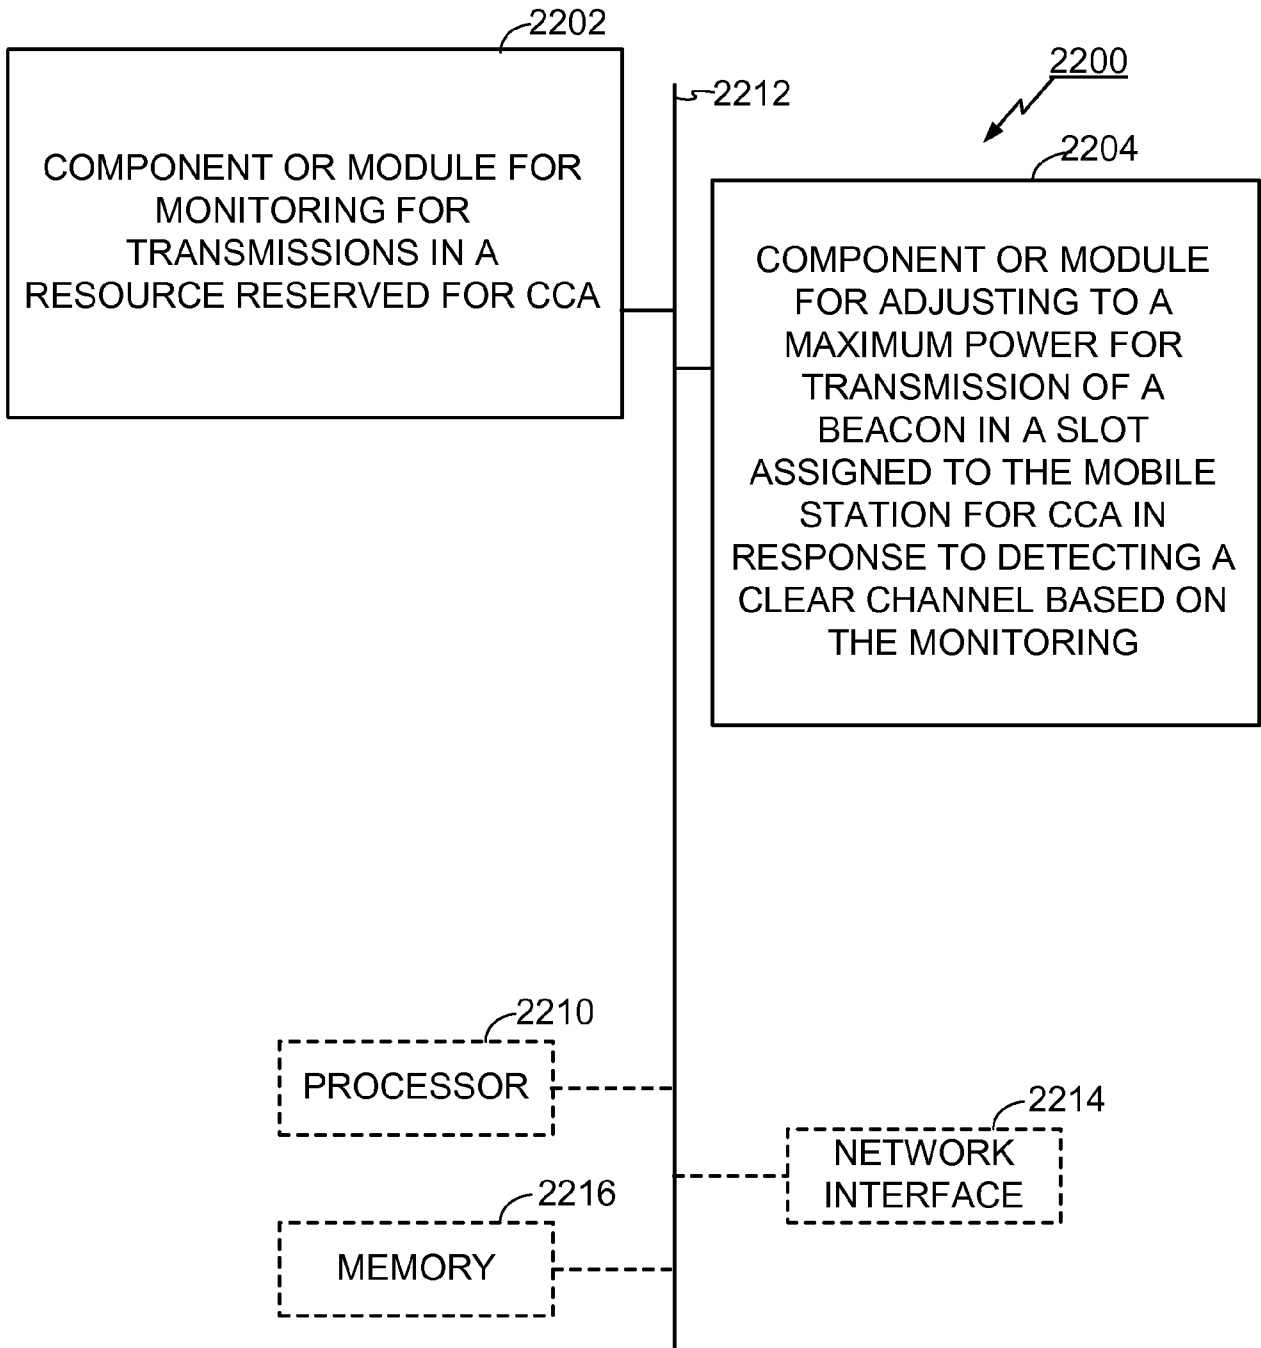 2202
2212
2200
COMPONENT OR MODULE FOR
MONITORING FOR
TRANSMISSIONS IN A
RESOURCE RESERVED FOR CCA
2204
COMPONENT OR MODULE
FOR ADJUSTING TO A
MAXIMUM POWER FOR
TRANSMISSION OF A
BEACON IN A SLOT
ASSIGNED TO THE MOBILE
STATION FOR CCA IN
RESPONSE TO DETECTING A
CLEAR CHANNEL BASED ON
THE MONITORING
2210
PROCESSOR
2214
NETWORK
INTERFACE
2216
MEMORY